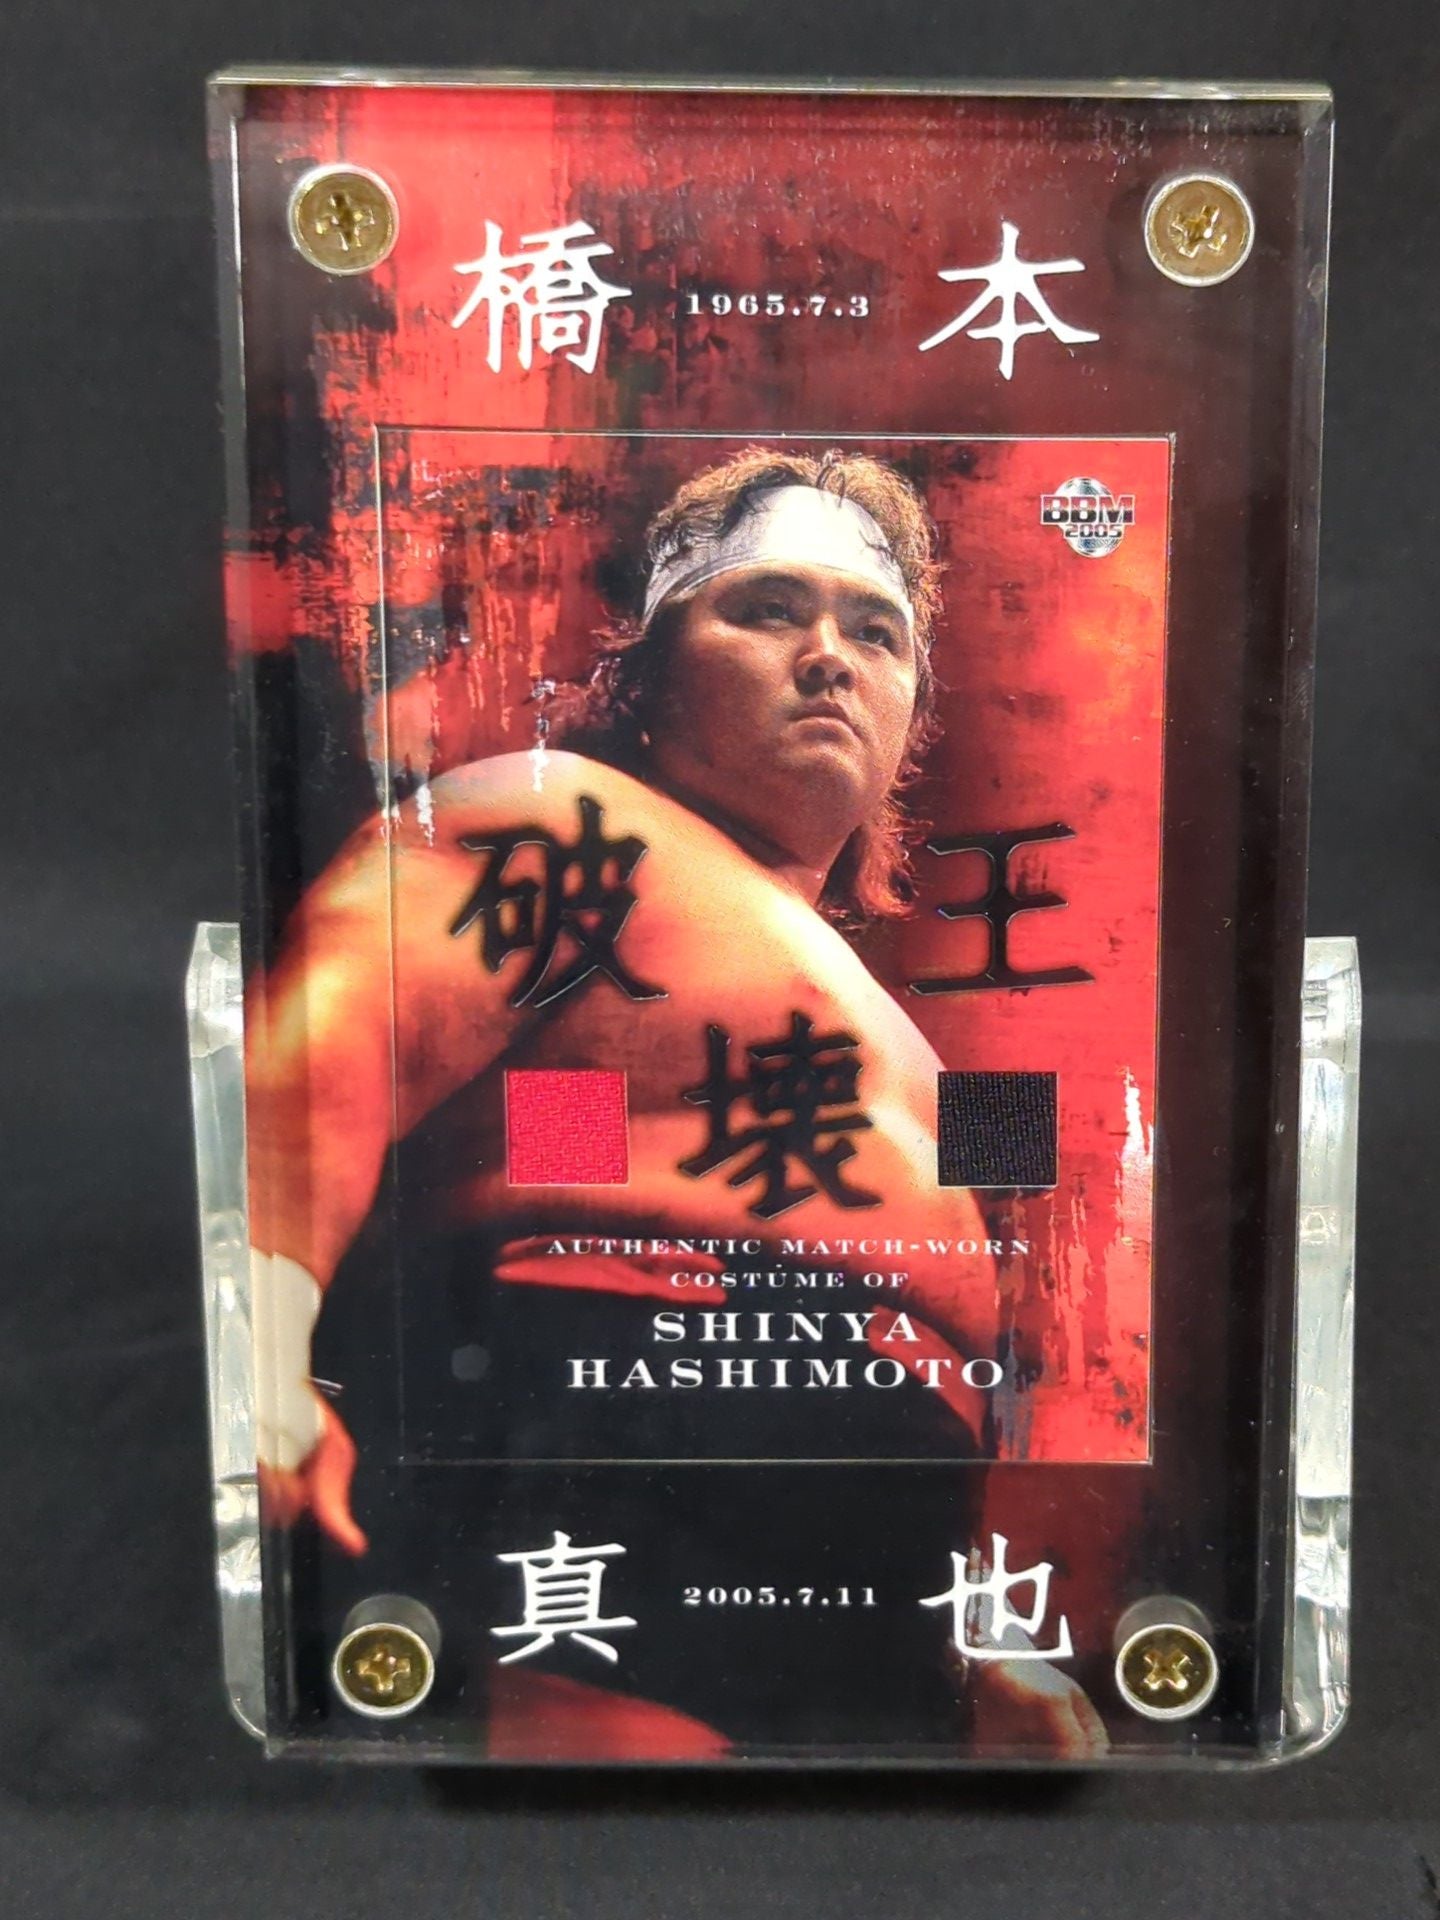 橋 1965.7.3 本
BBM
2005
破 王
壊
AUTHENTIC MATCH-WORN
COSTUME OF
SHINYA
HASHIMOTO
真 2005.7.11 也